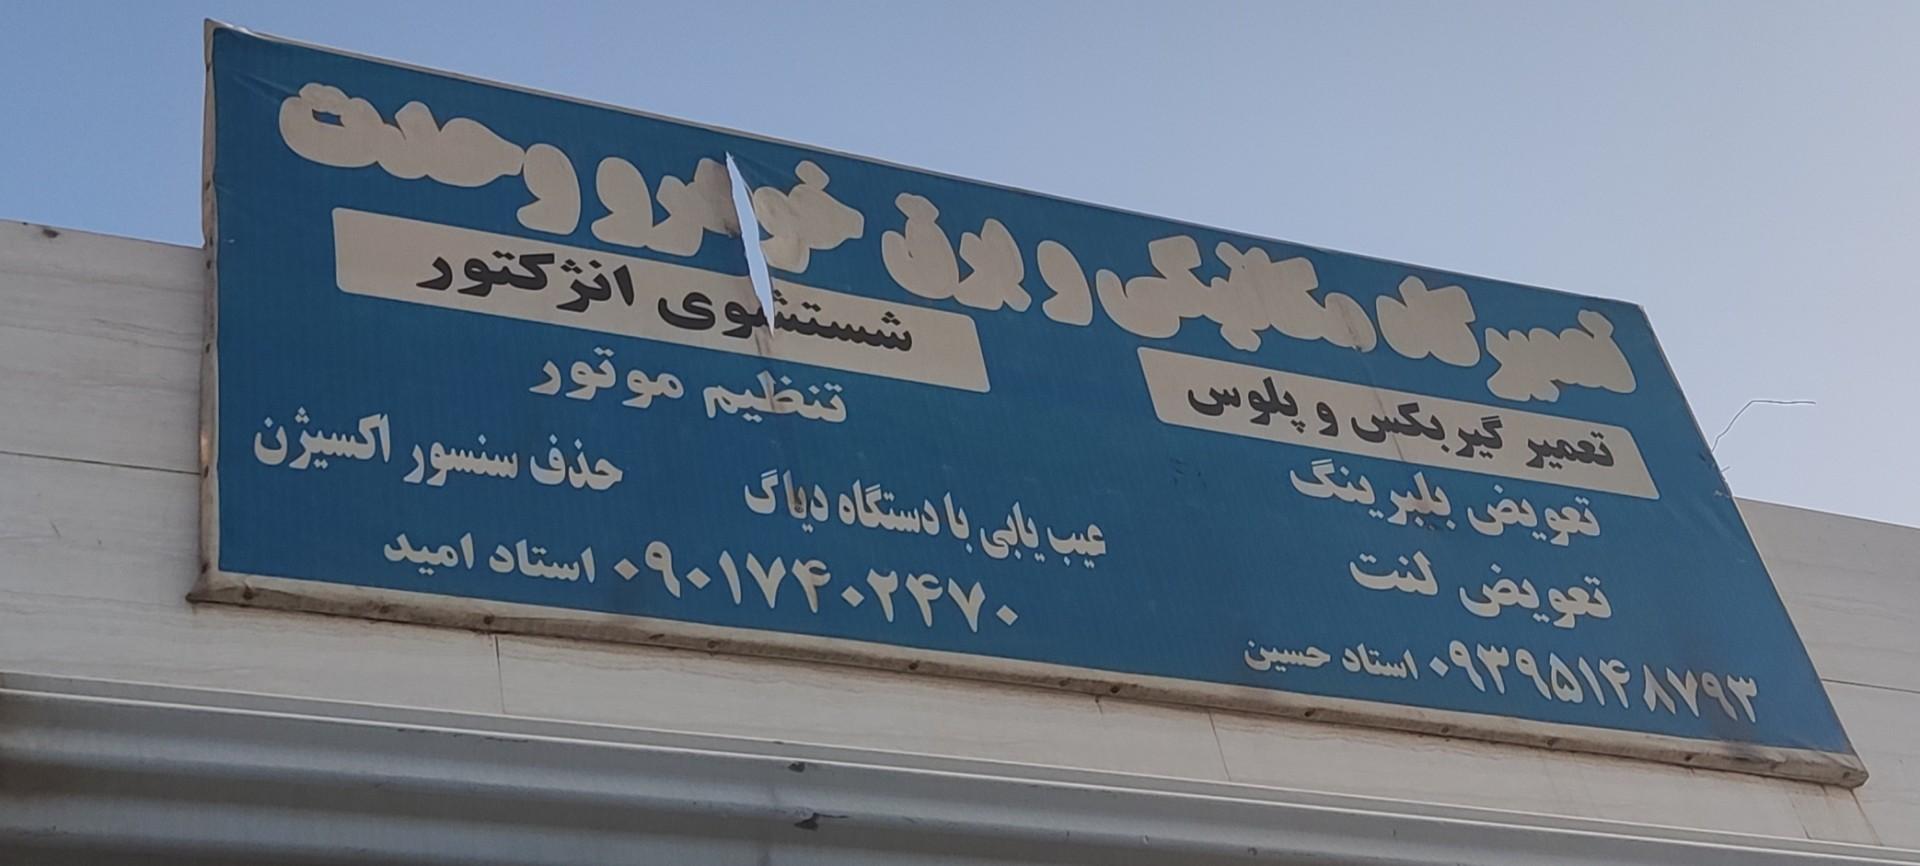 تعمیرگاه مکانیکی و برق خودرو وحدت
تعمیر گیربکس و پلوس
تعویض بلبرینگ
تعویض لنت
۰۹۳۹۵۱۴۸۷۹۳ استاد حسین
شستشوی انژکتور
تنظیم موتور
عیب یابی با دستگاه دیاگ
حذف سنسور اکسیژن
۰۹۰۱۷۴۰۲۴۷۰ استاد امید